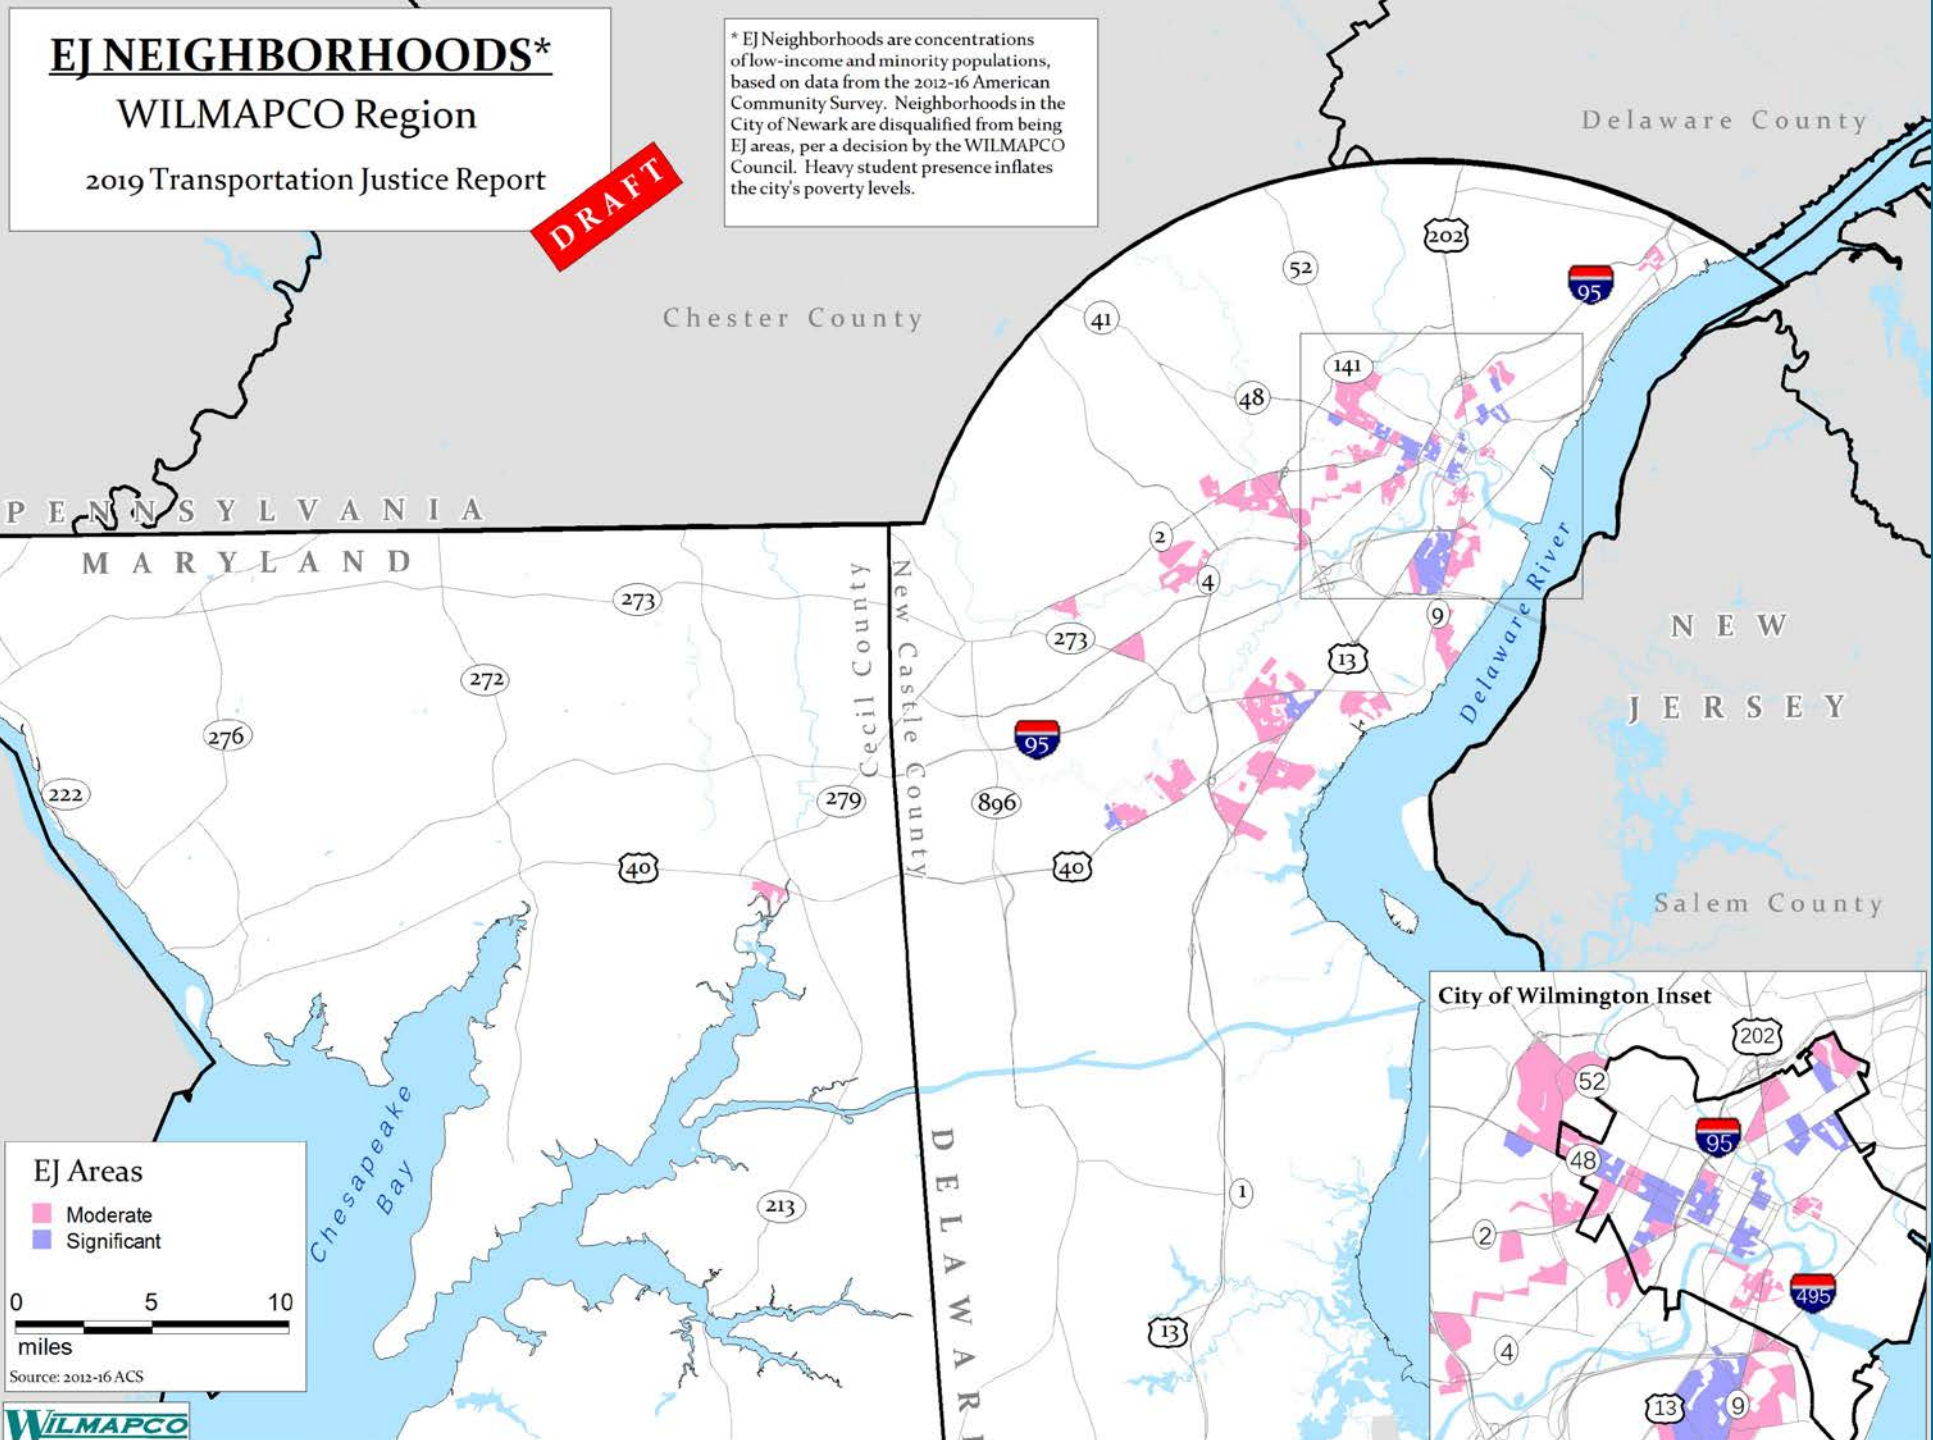 EJ NEIGHBORHOODS*
WILMAPCO Region
2019 Transportation Justice Report
DRAFT
* EJ Neighborhoods are concentrations
of low-income and minority populations,
based on data from the 2012-16 American
Community Survey. Neighborhoods in the
City of Newark are disqualified from being
EJ areas, per a decision by the WILMAPCO
Council. Heavy student presence inflates
the city's poverty levels.
Delaware County
202
52
95
Chester County
41
141
48
PENNSYLVANIA
MARYLAND
2
4
273
273
9
13
Cecil County
New Castle County
Delaware River
NEW
JERSEY
272
276
95
222
279
896
40
40
Salem County
Chesapeake
Bay
213
1
13
DELAWAR
City of Wilmington Inset
202
52
95
48
2
495
4
13
9
EJ Areas
Moderate
Significant
0 5 10
miles
Source: 2012-16 ACS
WILMAPCO